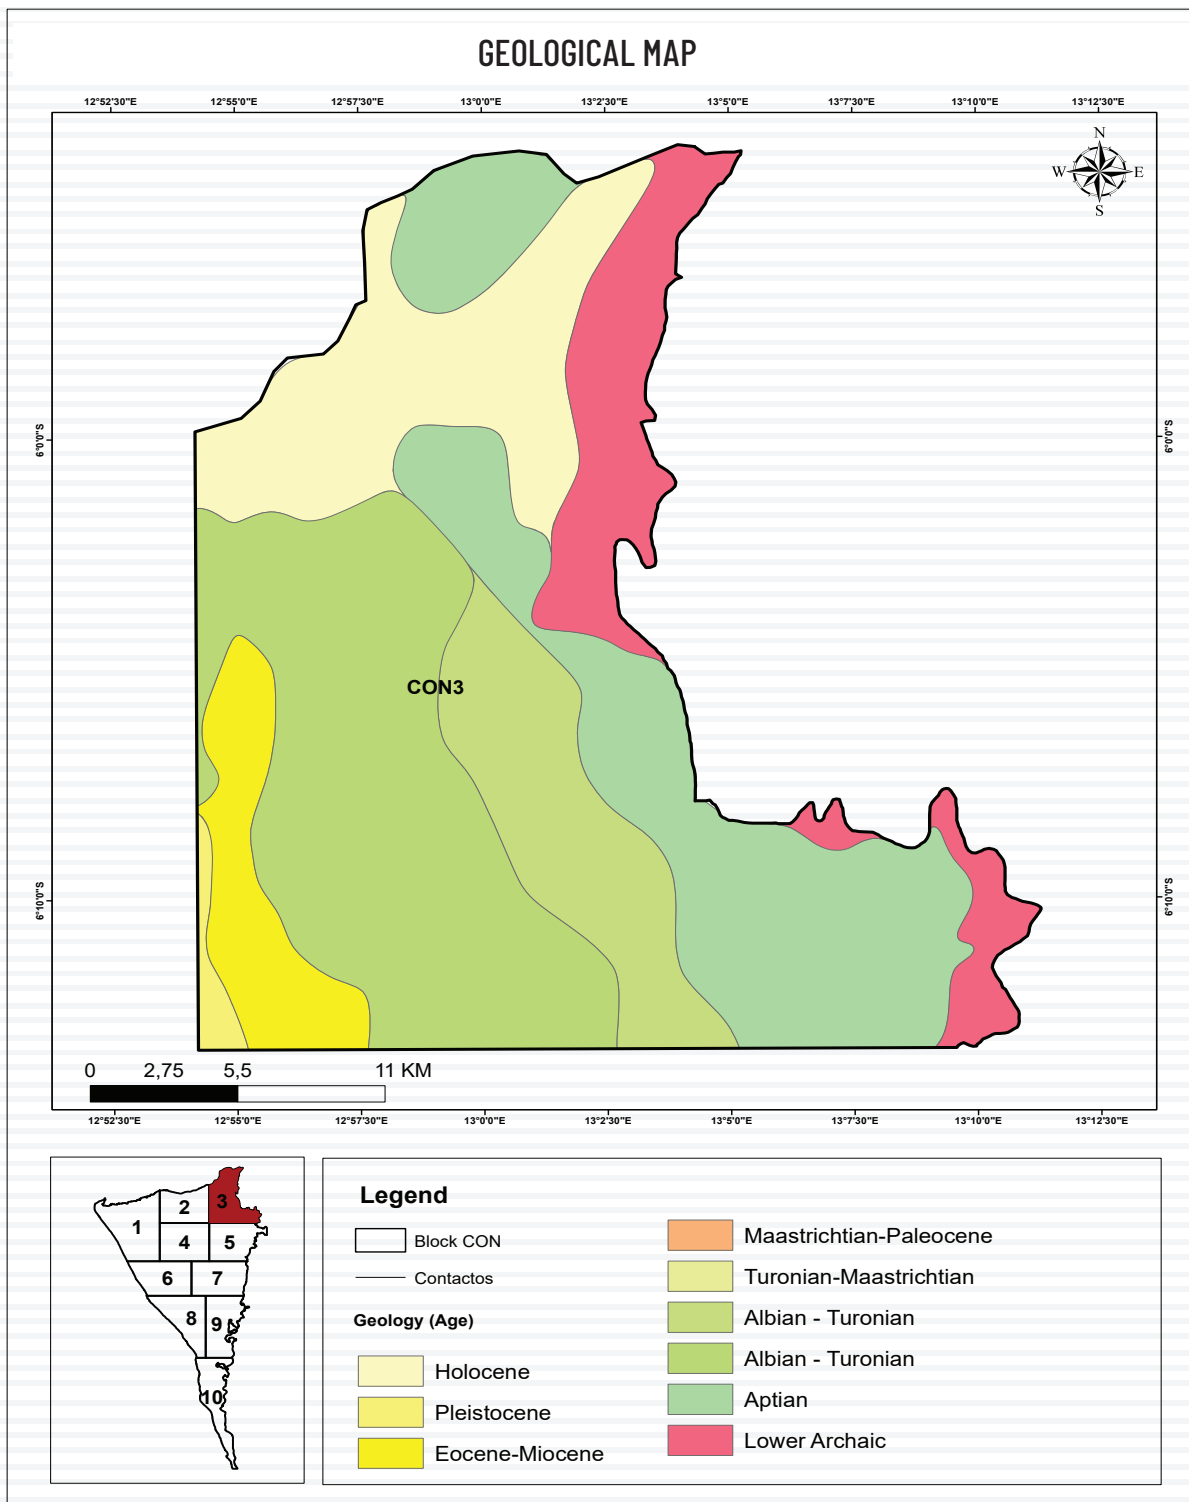 GEOLOGICAL MAP
12°52'30"E 12°55'0"E 12°57'30"E 13°0'0"E 13°2'30"E 13°5'0"E 13°7'30"E 13°10'0"E 13°12'30"E
N
W E
S
6°0'0"S 6°0'0"S
CON3
6°10'0"S 6°10'0"S
0 2,75 5,5 11 KM
12°52'30"E 12°55'0"E 12°57'30"E 13°0'0"E 13°2'30"E 13°5'0"E 13°7'30"E 13°10'0"E 13°12'30"E
1
2
3
4
5
6
7
8
9
10
Legend
Block CON
Contactos
Geology (Age)
Holocene
Pleistocene
Eocene-Miocene
Maastrichtian-Paleocene
Turonian-Maastrichtian
Albian - Turonian
Albian - Turonian
Aptian
Lower Archaic